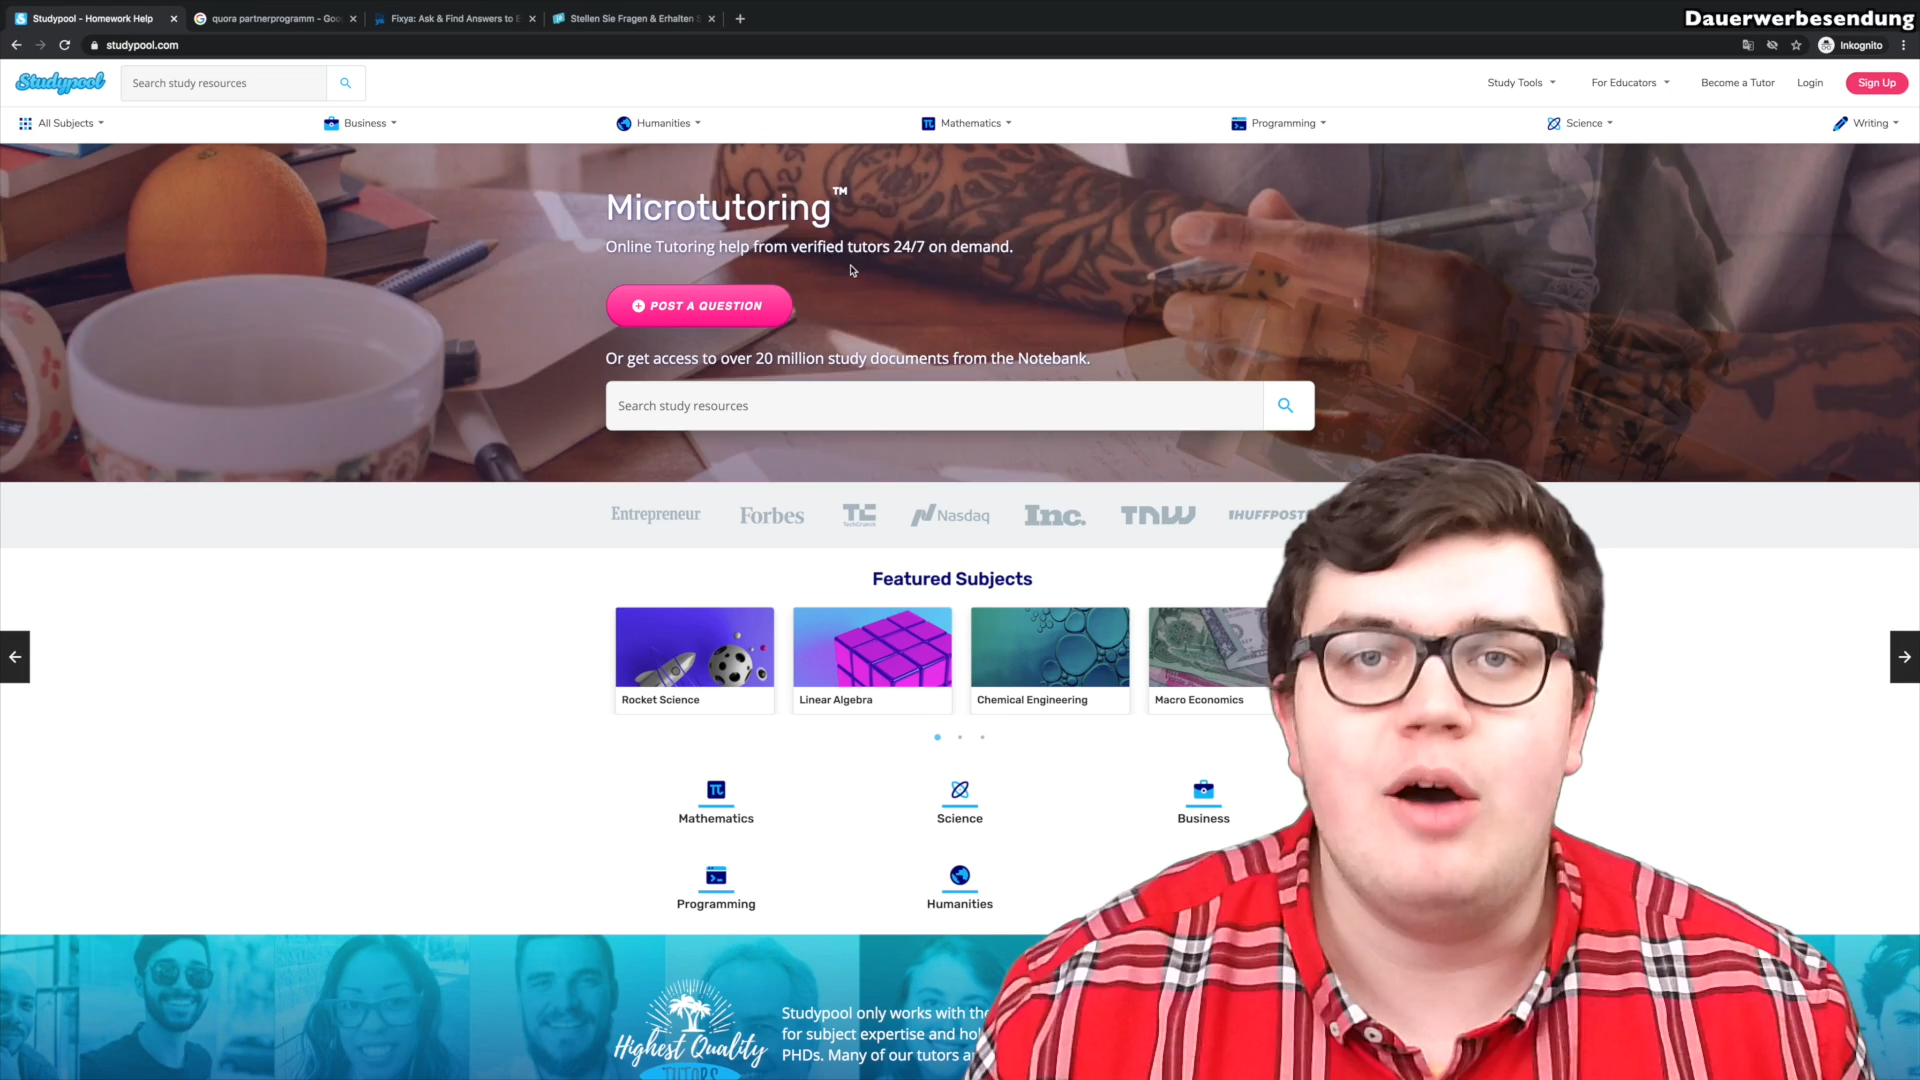 Studypool - Homework Help
quora partnerprogramm - Goo
Fixya: Ask & Find Answers to E
Stellen Sie Fragen & Erhalten S
Dauerwerbesendung
studypool.com
Inkognito
Studypool
Search study resources
Study Tools
For Educators
Become a Tutor
Login
Sign Up
All Subjects
Business
Humanities
Mathematics
Programming
Science
Writing
Microtutoring™
Online Tutoring help from verified tutors 24/7 on demand.
POST A QUESTION
Or get access to over 20 million study documents from the Notebank.
Search study resources
Entrepreneur
Forbes
TC
TechCrunch
Nasdaq
Inc.
TNW
HUFFPOST
Featured Subjects
Rocket Science
Linear Algebra
Chemical Engineering
Macro Economics
Mathematics
Science
Business
Programming
Humanities
Highest Quality
TUTORS
Studypool only works with the
for subject expertise and hol
PHDs. Many of our tutors a